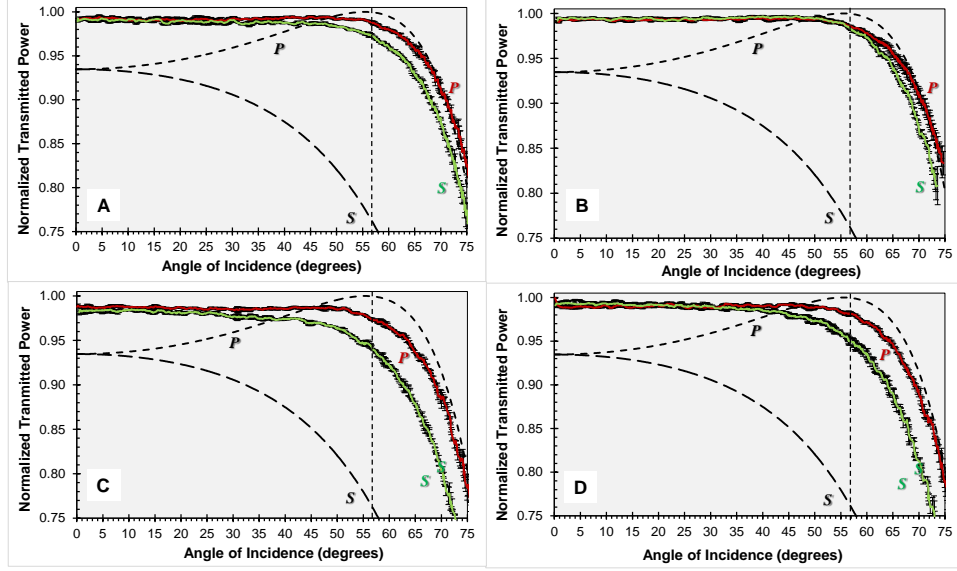 Normalized Transmitted Power
1.00
0.95
0.90
0.85
0.80
0.75
P
P
S
S
A
0 5 10 15 20 25 30 35 40 45 50 55 60 65 70 75
Angle of Incidence (degrees)
Normalized Transmitted Power
1.00
0.95
0.90
0.85
0.80
0.75
P
P
S
S
B
0 5 10 15 20 25 30 35 40 45 50 55 60 65 70 75
Angle of Incidence (degrees)
Normalized Tranmitted Power
1.00
0.95
0.90
0.85
0.80
0.75
P
P
S
S
S
C
0 5 10 15 20 25 30 35 40 45 50 55 60 65 70 75
Angle of Incidence (degrees)
Normalized Transmitted Power
1.00
0.95
0.90
0.85
0.80
0.75
P
P
S
S
S
D
0 5 10 15 20 25 30 35 40 45 50 55 60 65 70 75
Angle of Incidence (degrees)